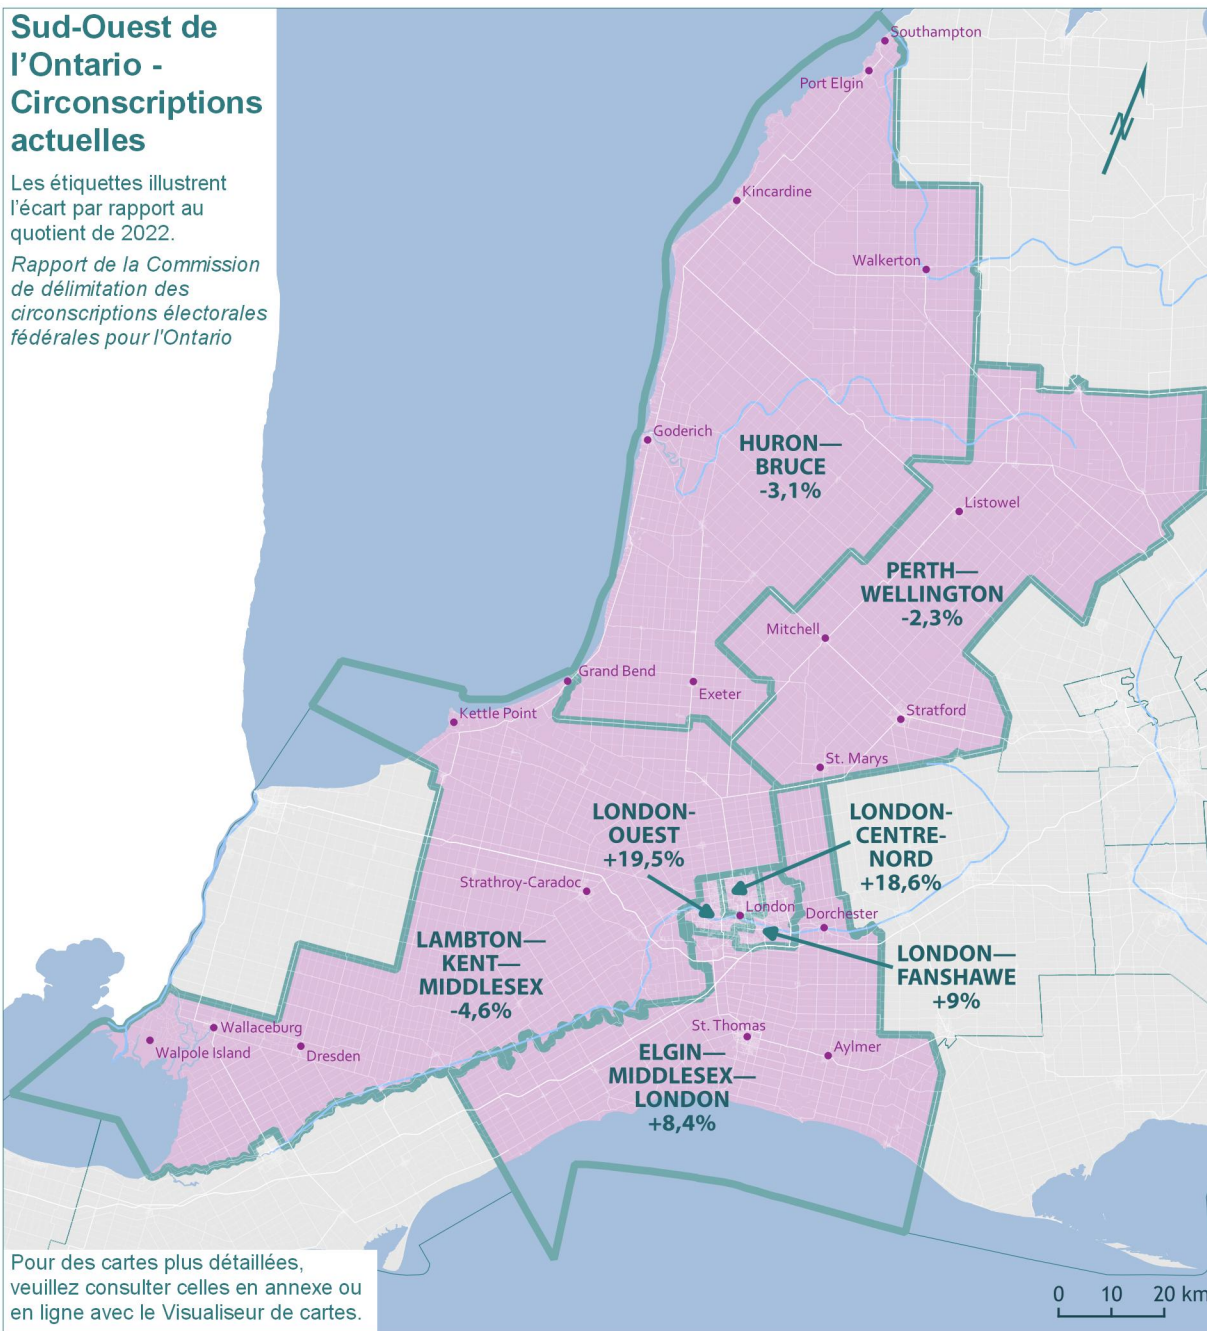 Sud-Ouest de
l'Ontario -
Circonscriptions
actuelles
Les étiquettes illustrent
l'écart par rapport au
quotient de 2022.
Rapport de la Commission
de délimitation des
circonscriptions électorales
fédérales pour l'Ontario
Southampton
Port Elgin
Kincardine
Walkerton
Goderich
HURON—
BRUCE
-3,1%
Listowel
PERTH—
WELLINGTON
-2,3%
Mitchell
Grand Bend
Exeter
Kettle Point
Stratford
St. Marys
LONDON-
OUEST
+19,5%
LONDON-
CENTRE-
NORD
+18,6%
Strathroy-Caradoc
London
Dorchester
LAMBTON—
KENT—
MIDDLESEX
-4,6%
LONDON—
FANSHAWE
+9%
Wallaceburg
Walpole Island
Dresden
St. Thomas
Aylmer
ELGIN—
MIDDLESEX—
LONDON
+8,4%
Pour des cartes plus détaillées,
veuillez consulter celles en annexe ou
en ligne avec le Visualiseur de cartes.
0 10 20 km